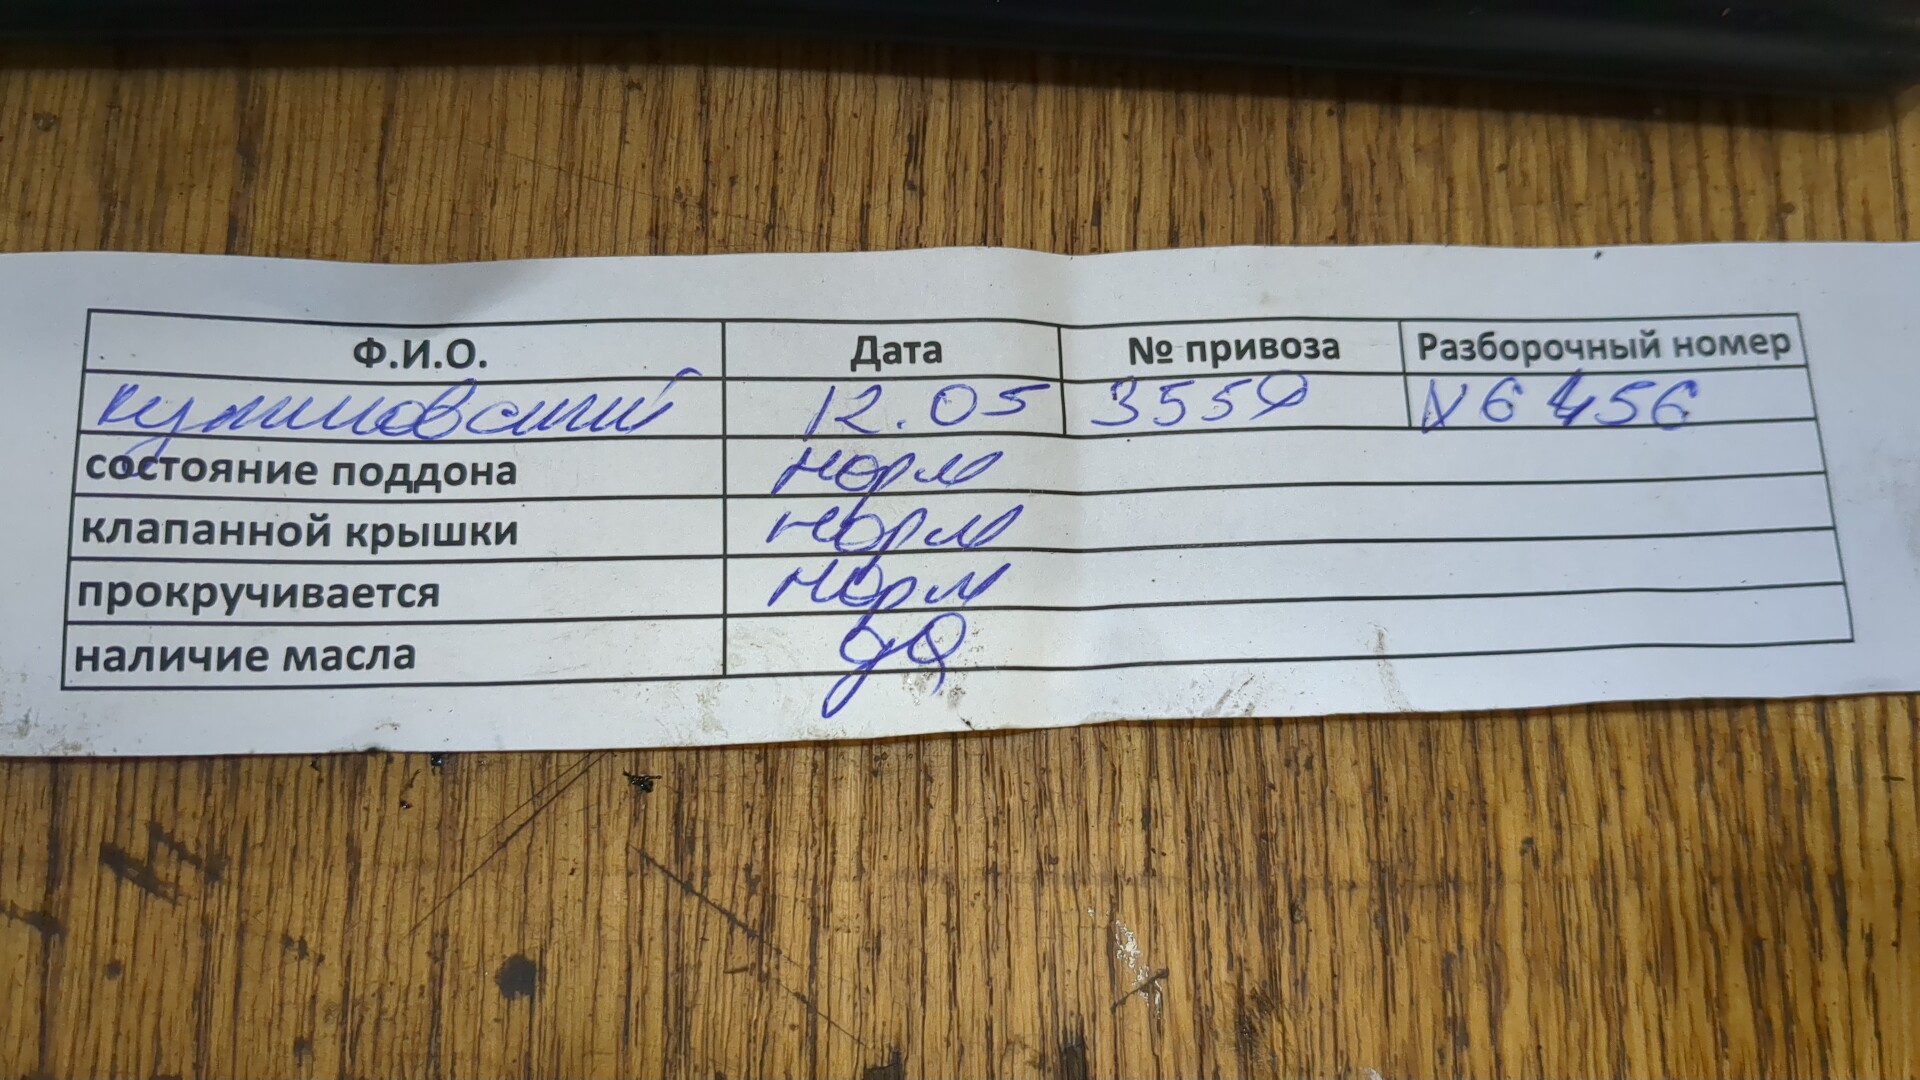 Ф.И.О. Дата № привоза Разборочный номер
12.05 3559 N6456
состояние поддона норм
клапанной крышки норм
прокручивается норм
наличие масла да